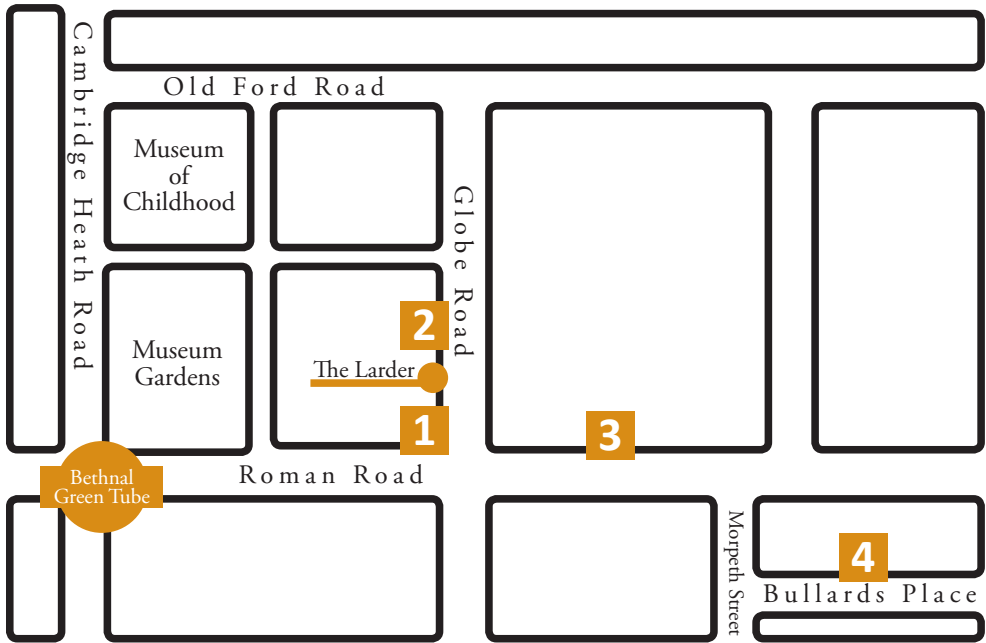 Cambridge Heath Road
Old Ford Road
Museum
of
Childhood
Globe Road
2
Museum
Gardens
The Larder
1
3
Roman Road
Bethnal
Green Tube
Morpeth Street
4
Bullards Place